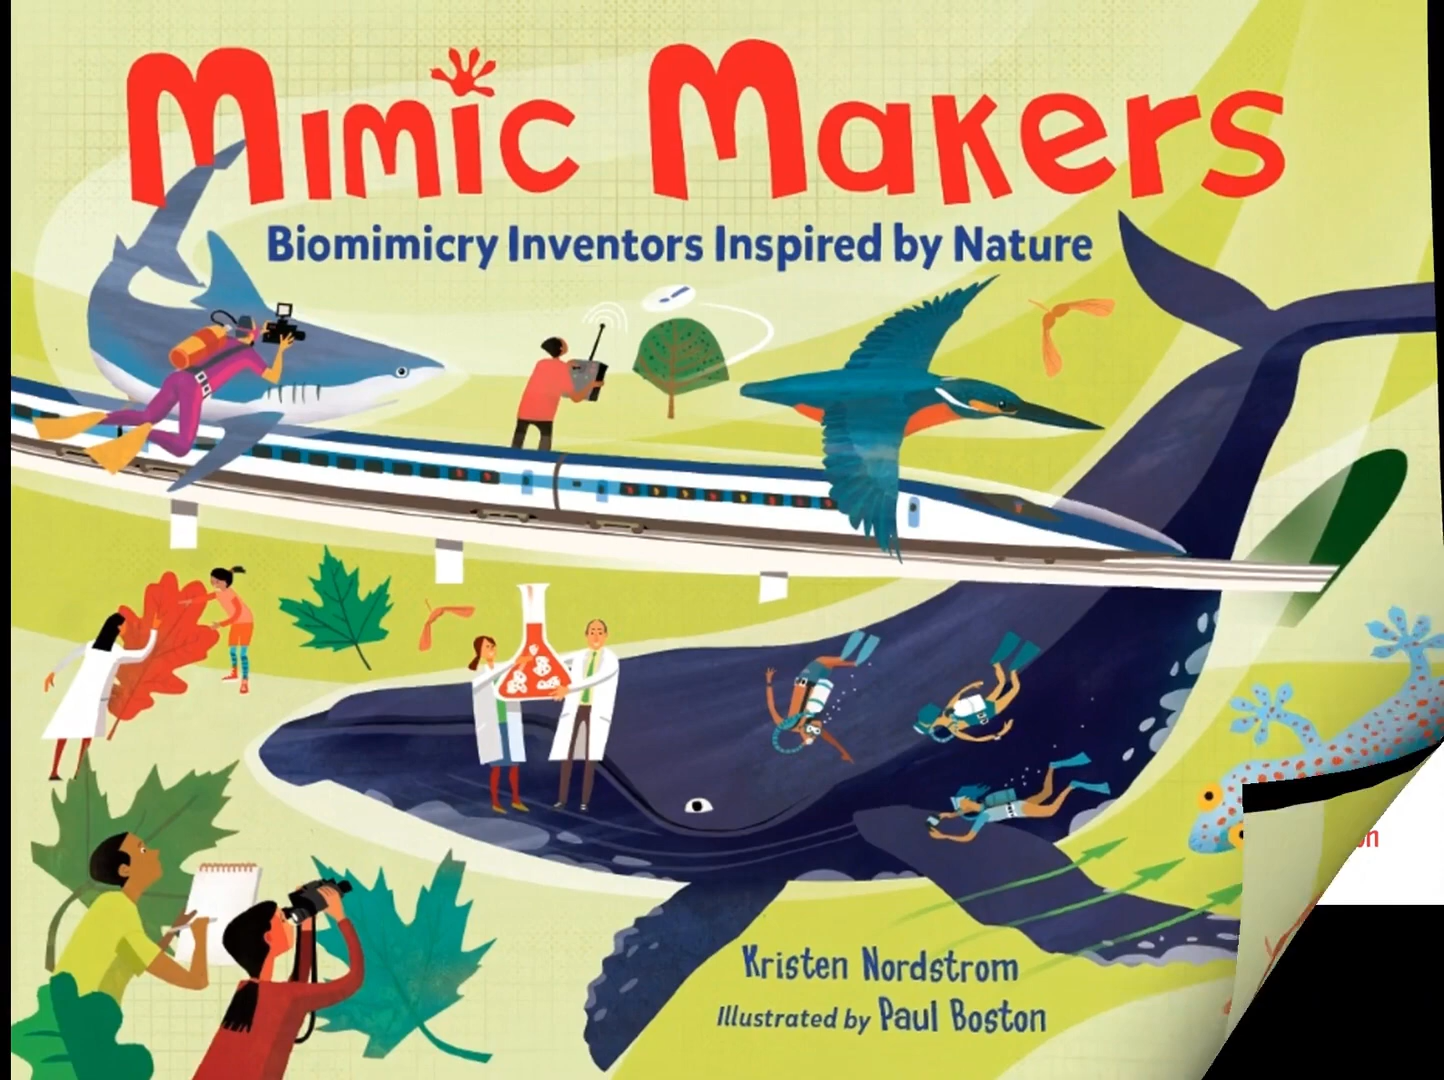 Mimic Makers
Biomimicry Inventors Inspired by Nature
Kristen Nordstrom
Illustrated by Paul Boston